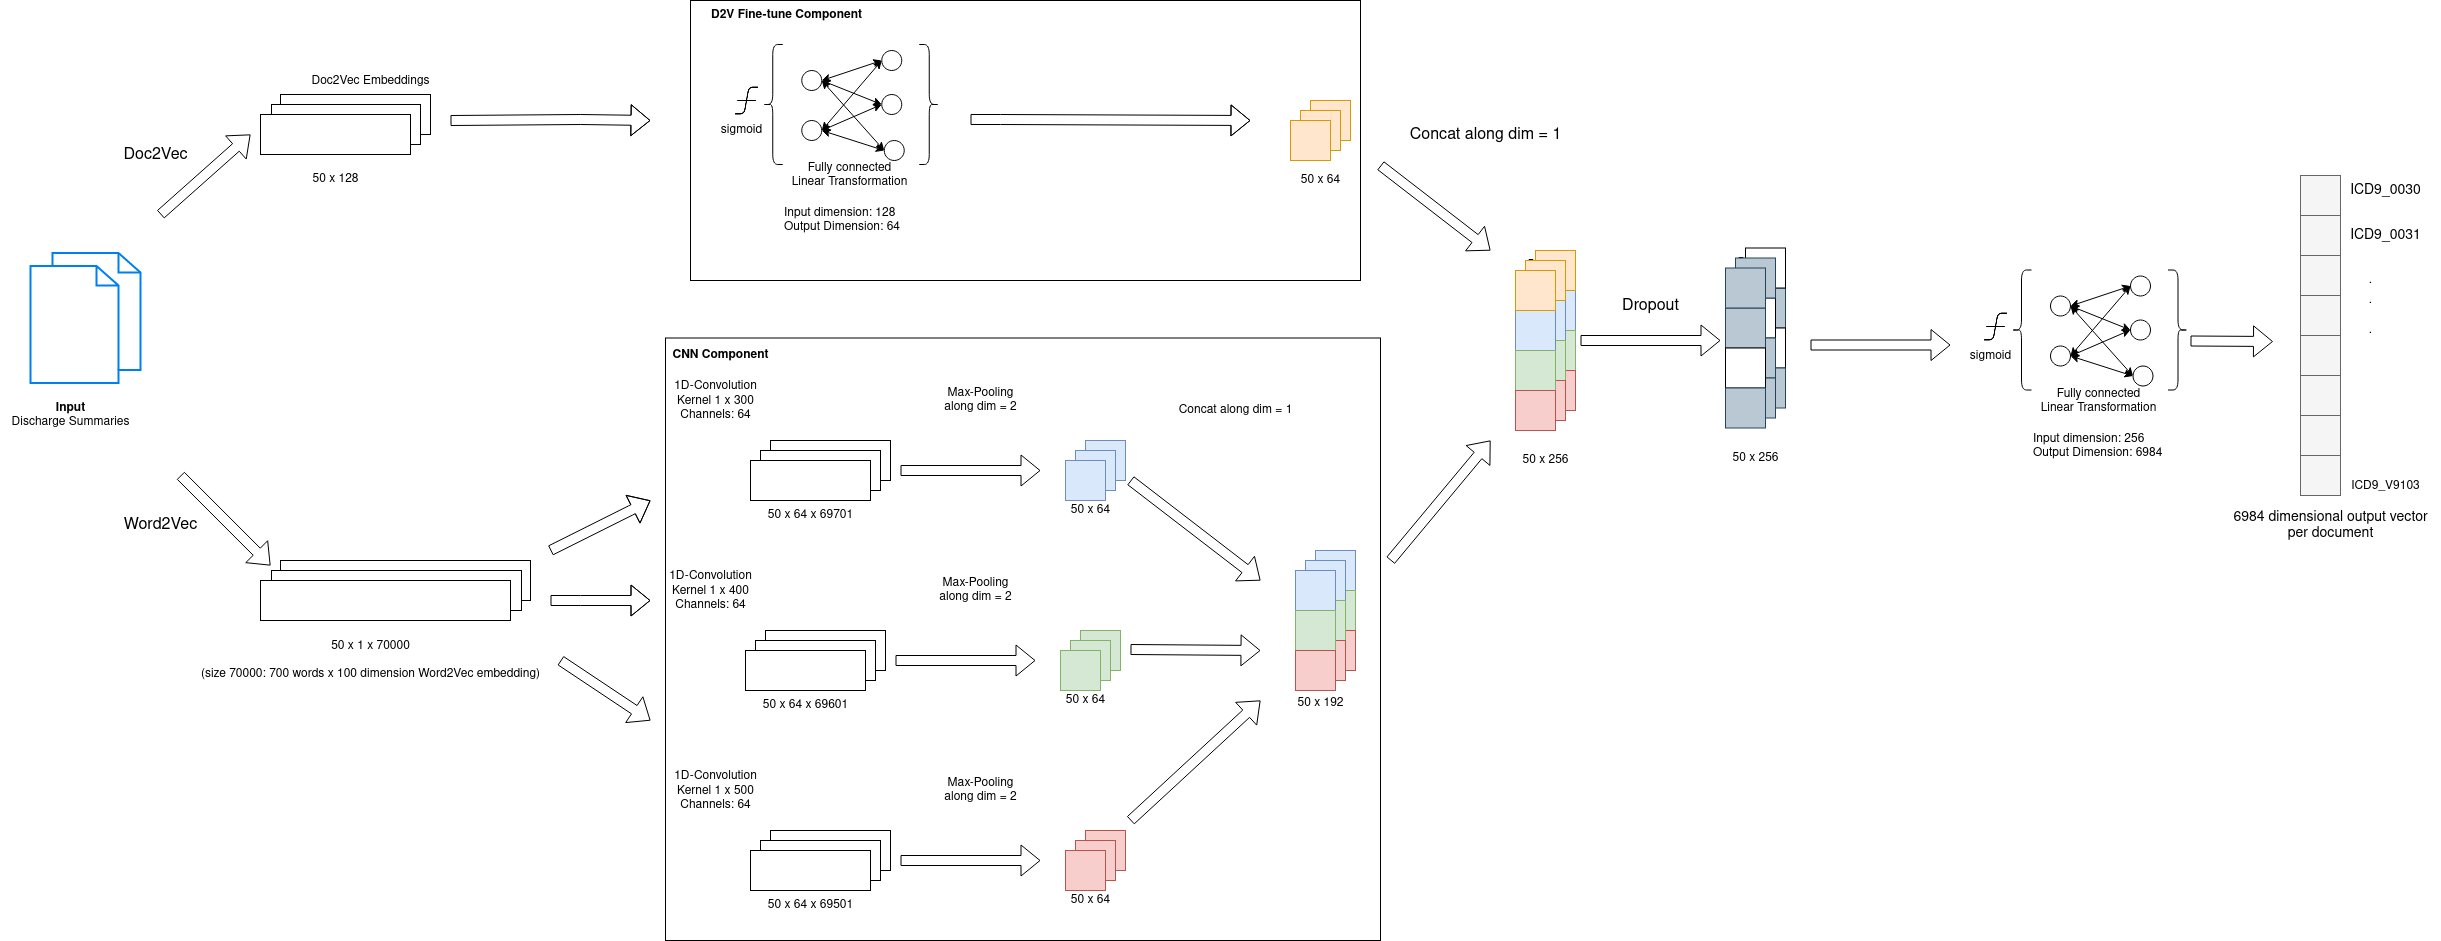 D2V Fine-tune Component
Doc2Vec Embeddings
Doc2Vec
50 x 128
sigmoid
Fully connected
Linear Transformation
Input dimension: 128
Output Dimension: 64
50 x 64
Concat along dim = 1
Input
Discharge Summaries
Word2Vec
50 x 1 x 70000
(size 70000: 700 words x 100 dimension Word2Vec embedding)
CNN Component
1D-Convolution
Kernel 1 x 300
Channels: 64
Max-Pooling
along dim = 2
Concat along dim = 1
50 x 64 x 69701
50 x 64
1D-Convolution
Kernel 1 x 400
Channels: 64
Max-Pooling
along dim = 2
50 x 64 x 69601
50 x 64
50 x 192
1D-Convolution
Kernel 1 x 500
Channels: 64
Max-Pooling
along dim = 2
50 x 64 x 69501
50 x 64
50 x 256
Dropout
50 x 256
sigmoid
Fully connected
Linear Transformation
Input dimension: 256
Output Dimension: 6984
ICD9_0030
ICD9_0031
.
.
.
ICD9_V9103
6984 dimensional output vector
per document